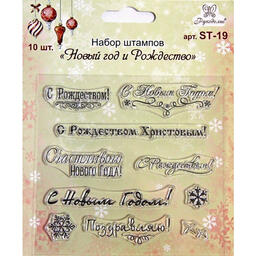 Рукоделие
10 шт.
Набор штампов
арт. ST-19
«Новый год и Рождество»
С Рождеством!
С Новым Годом!
С Рождеством Христовым!
Счастливого
Нового Года!
С Рождеством!
С Новым Годом!
Поздравляю!